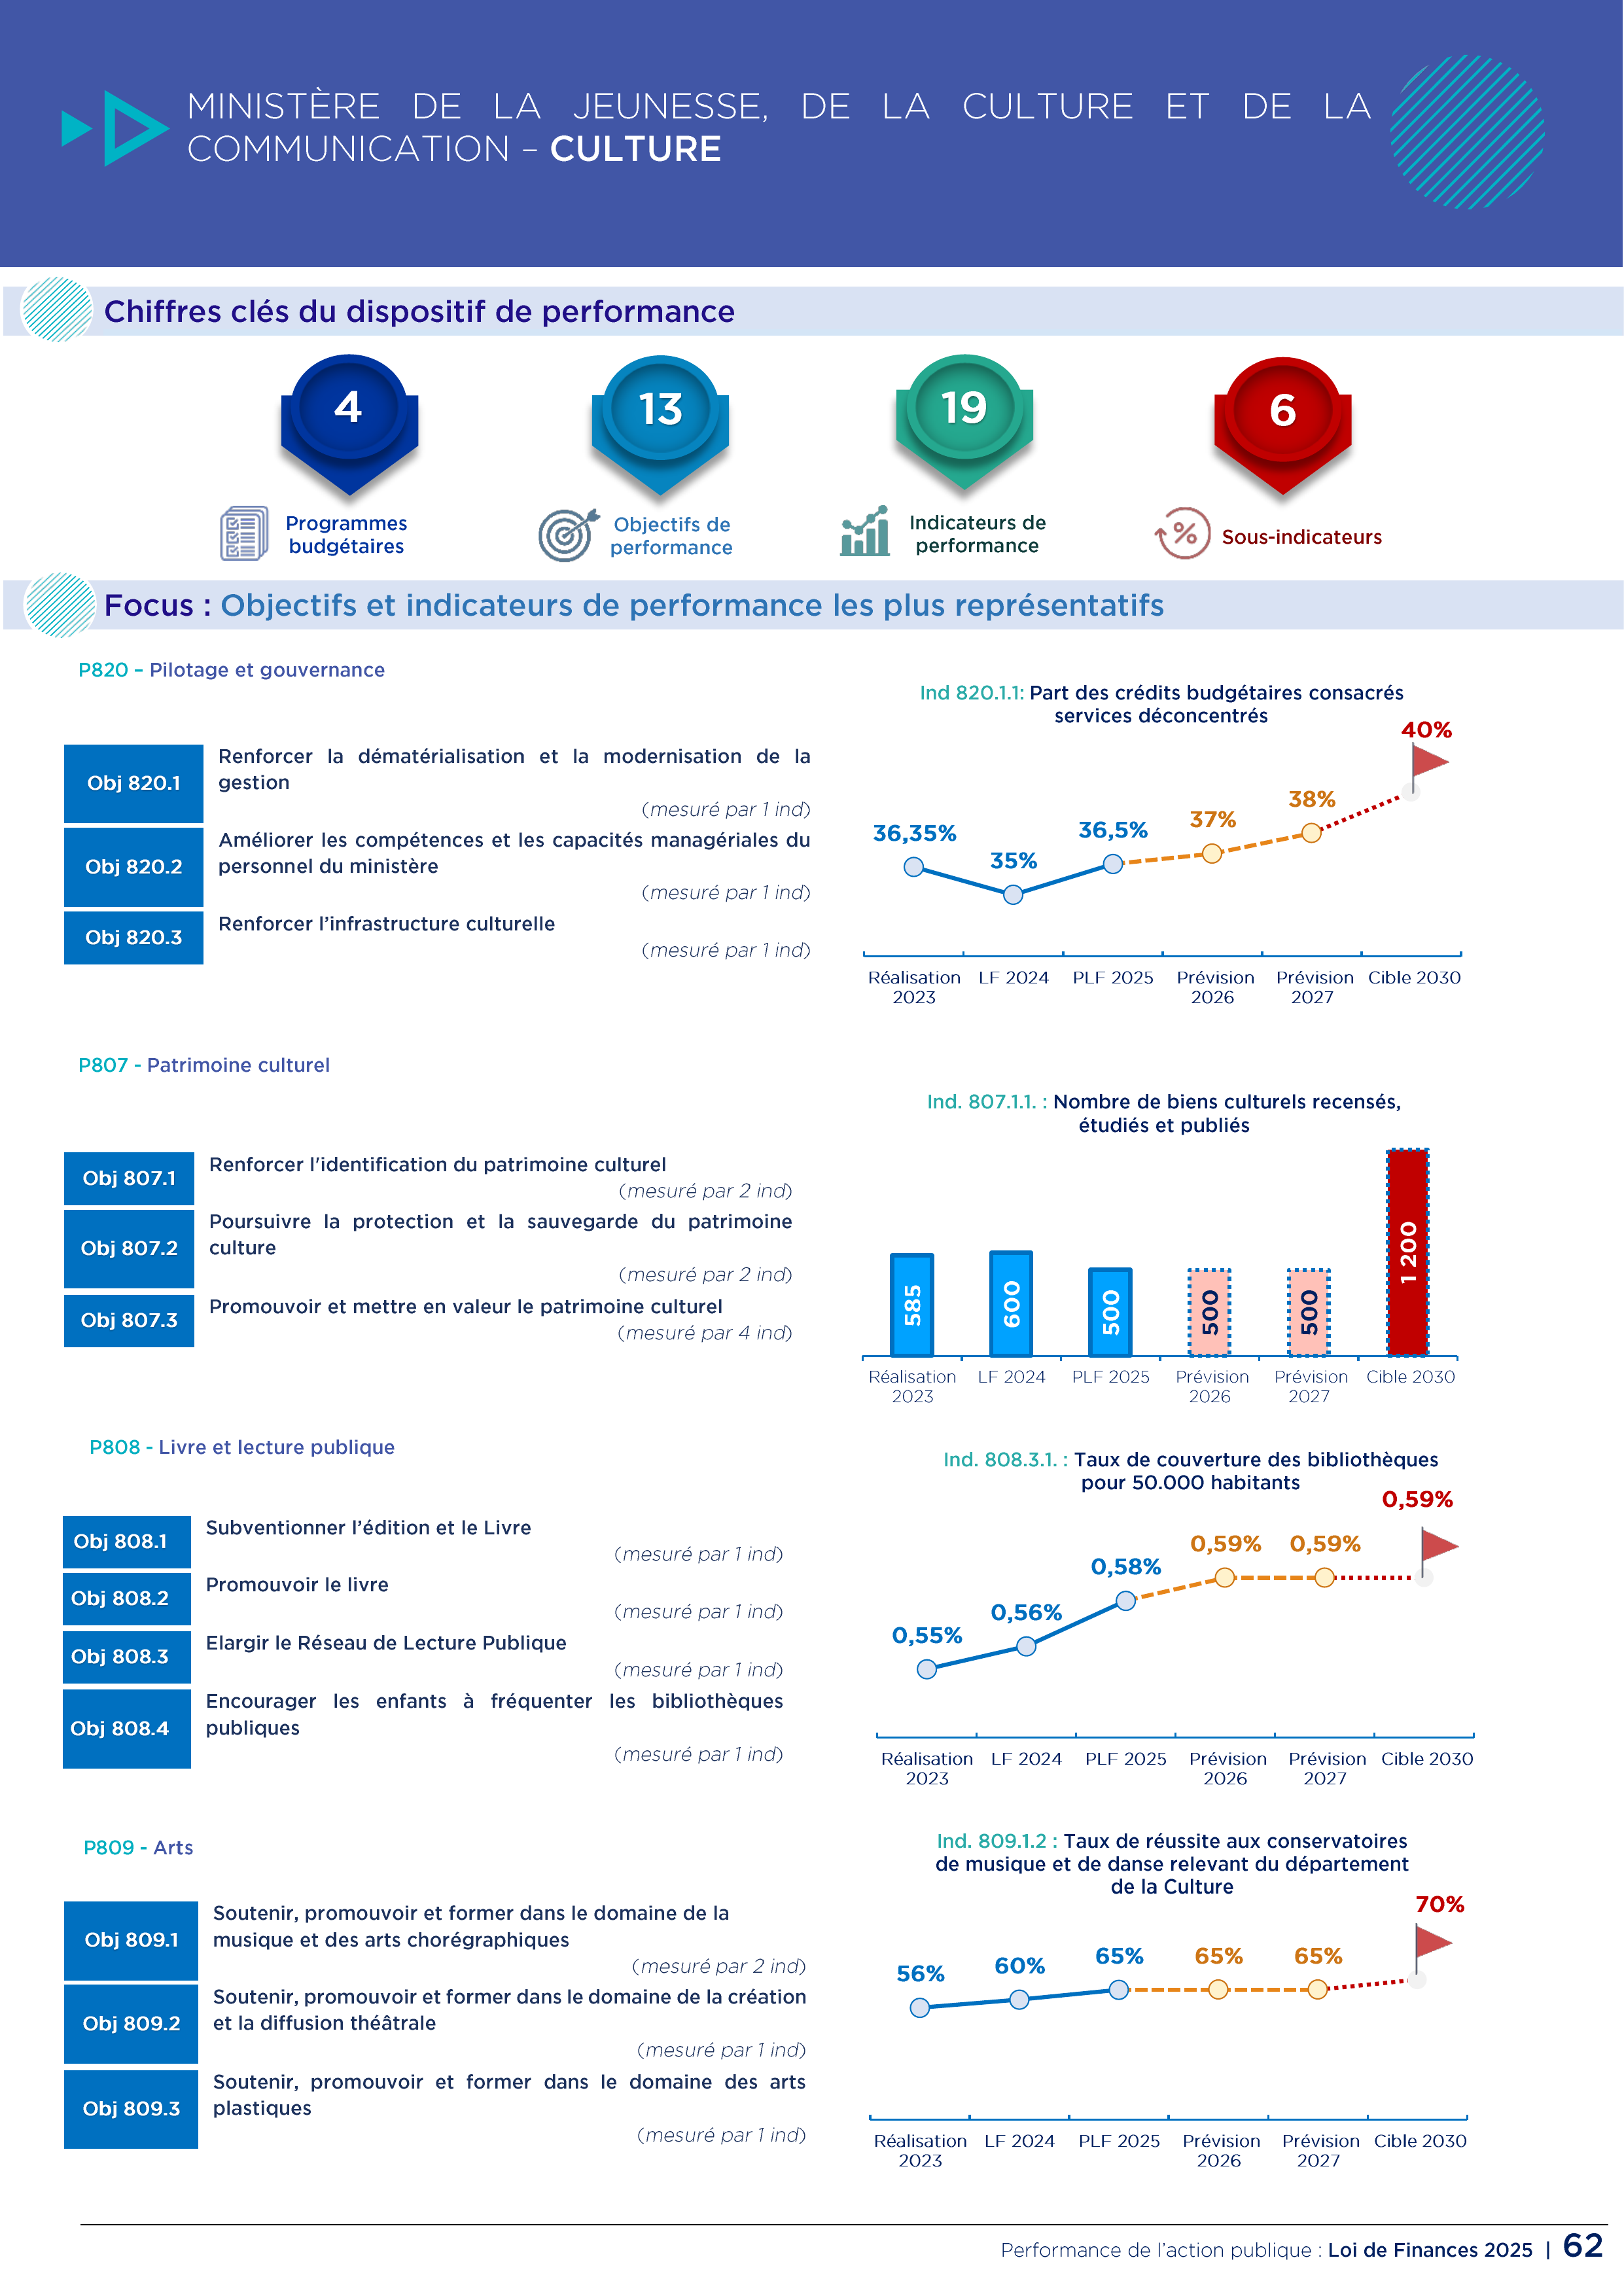 MINISTÈRE DE LA JEUNESSE, DE LA CULTURE ET DE LA
COMMUNICATION – CULTURE
Chiffres clés du dispositif de performance
4
13
19
6
Programmes
budgétaires
Objectifs de
performance
Indicateurs de
performance
Sous-indicateurs
Focus : Objectifs et indicateurs de performance les plus représentatifs
P820 – Pilotage et gouvernance
Obj 820.1
Renforcer la dématérialisation et la modernisation de la
gestion
(mesuré par 1 ind)
Obj 820.2
Améliorer les compétences et les capacités managériales du
personnel du ministère
(mesuré par 1 ind)
Obj 820.3
Renforcer l’infrastructure culturelle
(mesuré par 1 ind)
Ind 820.1.1: Part des crédits budgétaires consacrés
services déconcentrés
36,35%
35%
36,5%
37%
38%
40%
Réalisation
2023
LF 2024
PLF 2025
Prévision
2026
Prévision
2027
Cible 2030
P807 - Patrimoine culturel
Obj 807.1
Renforcer l'identification du patrimoine culturel
(mesuré par 2 ind)
Obj 807.2
Poursuivre la protection et la sauvegarde du patrimoine
culture
(mesuré par 2 ind)
Obj 807.3
Promouvoir et mettre en valeur le patrimoine culturel
(mesuré par 4 ind)
Ind. 807.1.1. : Nombre de biens culturels recensés,
étudiés et publiés
585
600
500
500
500
1 200
Réalisation
2023
LF 2024
PLF 2025
Prévision
2026
Prévision
2027
Cible 2030
P808 - Livre et lecture publique
Obj 808.1
Subventionner l’édition et le Livre
(mesuré par 1 ind)
Obj 808.2
Promouvoir le livre
(mesuré par 1 ind)
Obj 808.3
Elargir le Réseau de Lecture Publique
(mesuré par 1 ind)
Obj 808.4
Encourager les enfants à fréquenter les bibliothèques
publiques
(mesuré par 1 ind)
Ind. 808.3.1. : Taux de couverture des bibliothèques
pour 50.000 habitants
0,55%
0,56%
0,58%
0,59%
0,59%
0,59%
Réalisation
2023
LF 2024
PLF 2025
Prévision
2026
Prévision
2027
Cible 2030
P809 - Arts
Obj 809.1
Soutenir, promouvoir et former dans le domaine de la
musique et des arts chorégraphiques
(mesuré par 2 ind)
Obj 809.2
Soutenir, promouvoir et former dans le domaine de la création
et la diffusion théâtrale
(mesuré par 1 ind)
Obj 809.3
Soutenir, promouvoir et former dans le domaine des arts
plastiques
(mesuré par 1 ind)
Ind. 809.1.2 : Taux de réussite aux conservatoires
de musique et de danse relevant du département
de la Culture
56%
60%
65%
65%
65%
70%
Réalisation
2023
LF 2024
PLF 2025
Prévision
2026
Prévision
2027
Cible 2030
Performance de l’action publique : Loi de Finances 2025 | 62